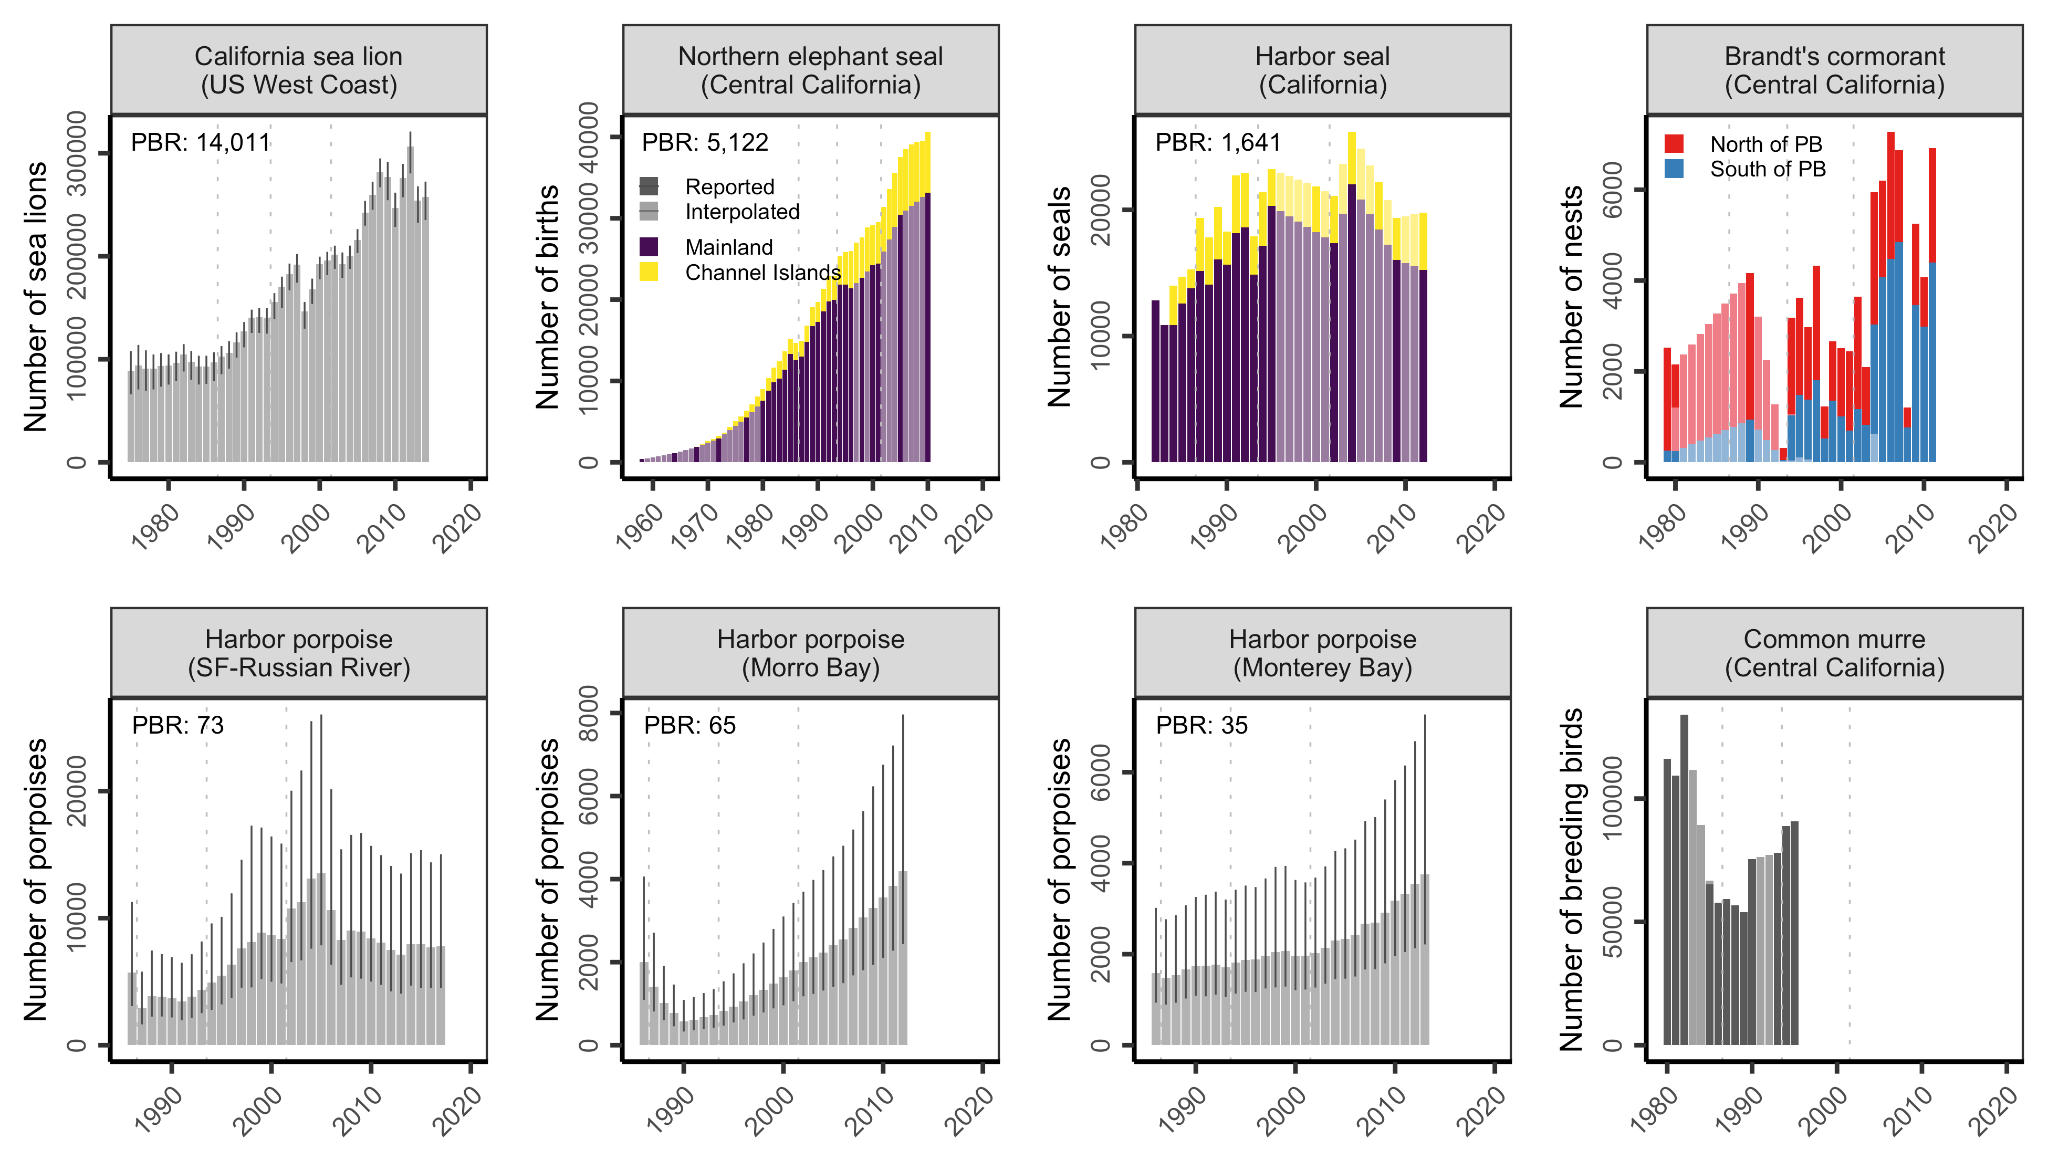 California sea lion
(US West Coast)
Number of sea lions
0
100000
200000
300000
PBR: 14,011
1980
1990
2000
2010
2020
Northern elephant seal
(Central California)
Number of births
0
10000
20000
30000
40000
PBR: 5,122
Reported
Interpolated
Mainland
Channel Islands
1960
1970
1980
1990
2000
2010
2020
Harbor seal
(California)
Number of seals
0
10000
20000
PBR: 1,641
1980
1990
2000
2010
2020
Brandt's cormorant
(Central California)
Number of nests
0
2000
4000
6000
North of PB
South of PB
1980
1990
2000
2010
2020
Harbor porpoise
(SF-Russian River)
Number of porpoises
0
10000
20000
PBR: 73
1990
2000
2010
2020
Harbor porpoise
(Morro Bay)
Number of porpoises
0
2000
4000
6000
8000
PBR: 65
1990
2000
2010
2020
Harbor porpoise
(Monterey Bay)
Number of porpoises
0
2000
4000
6000
PBR: 35
1990
2000
2010
2020
Common murre
(Central California)
Number of breeding birds
0
50000
100000
1980
1990
2000
2010
2020